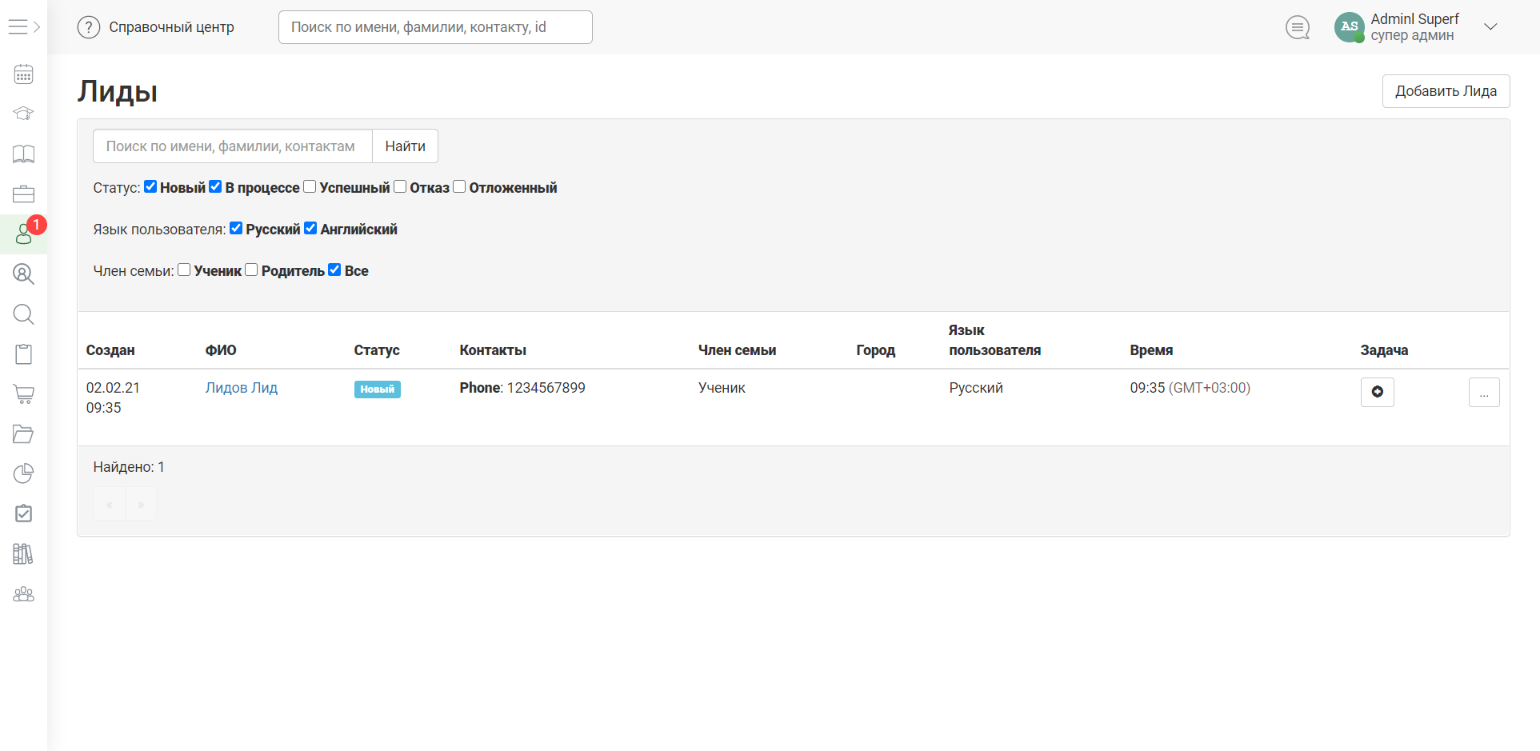 ? Справочный центр
Поиск по имени, фамилии, контакту, id
AS
AdminI Superf
супер админ
Лиды
Добавить Лида
Поиск по имени, фамилии, контактам
Найти
Статус: Новый В процессе Успешный Отказ Отложенный
1
Язык пользователя: Русский Английский
Член семьи: Ученик Родитель Все
Создан ФИО Статус Контакты Член семьи Город Язык пользователя Время Задача
02.02.21 09:35 Лидов Лид Новый Phone: 1234567899 Ученик Русский 09:35 (GMT+03:00) ...
Найдено: 1
« »